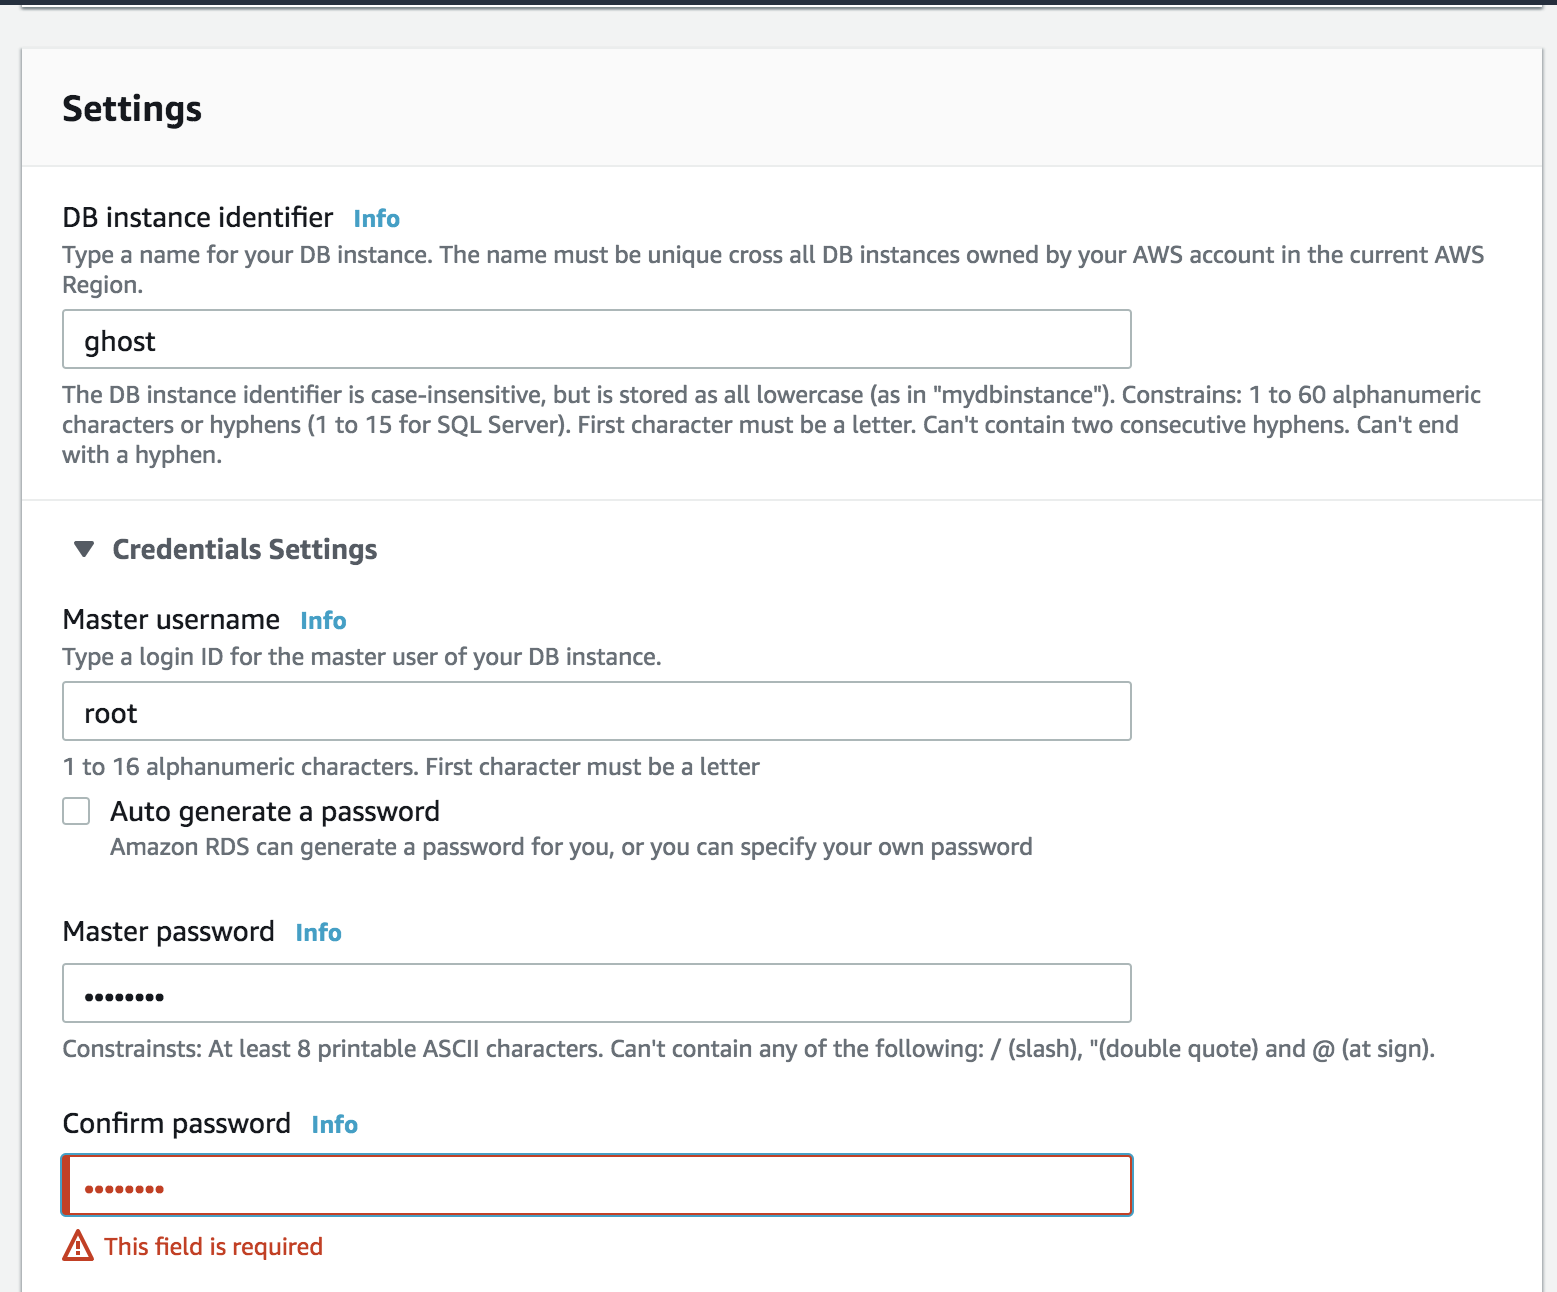 Settings
DB instance identifier Info
Type a name for your DB instance. The name must be unique cross all DB instances owned by your AWS account in the current AWS
Region.
ghost
The DB instance identifier is case-insensitive, but is stored as all lowercase (as in "mydbinstance"). Constrains: 1 to 60 alphanumeric
characters or hyphens (1 to 15 for SQL Server). First character must be a letter. Can't contain two consecutive hyphens. Can't end
with a hyphen.
Credentials Settings
Master username Info
Type a login ID for the master user of your DB instance.
root
1 to 16 alphanumeric characters. First character must be a letter
Auto generate a password
Amazon RDS can generate a password for you, or you can specify your own password
Master password Info
••••••••
Constrainsts: At least 8 printable ASCII characters. Can't contain any of the following: / (slash), "(double quote) and @ (at sign).
Confirm password Info
••••••••
This field is required